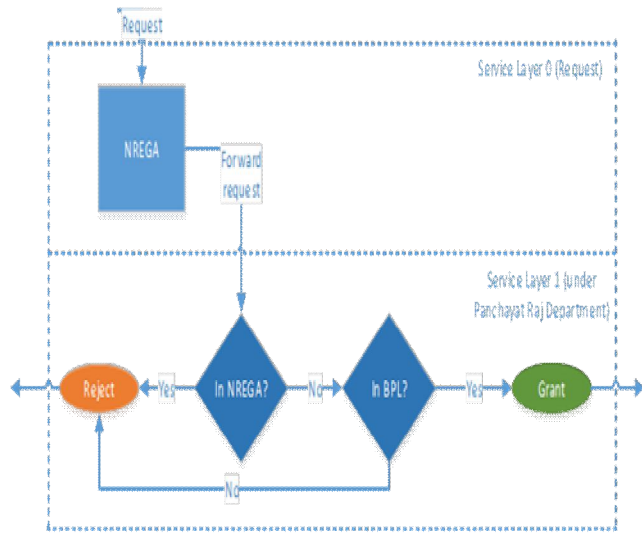 Request
Service Layer 0 (Request)
NREGA
Forward
request
Service Layer 1 (under
Panchayat Raj Department)
Reject
Yes
In NREGA?
No
In BPL?
Yes
Grant
No